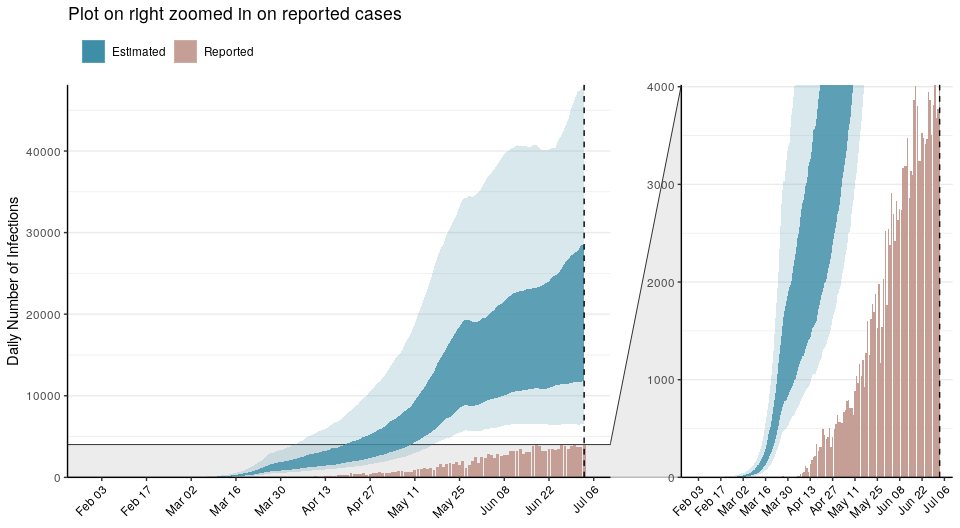 Plot on right zoomed in on reported cases
Estimated
Reported
Daily Number of Infections
40000
30000
20000
10000
0
Feb 03
Feb 17
Mar 02
Mar 16
Mar 30
Apr 13
Apr 27
May 11
May 25
Jun 08
Jun 22
Jul 06
4000
3000
2000
1000
0
Feb 03
Feb 17
Mar 02
Mar 16
Mar 30
Apr 13
Apr 27
May 11
May 25
Jun 08
Jun 22
Jul 06